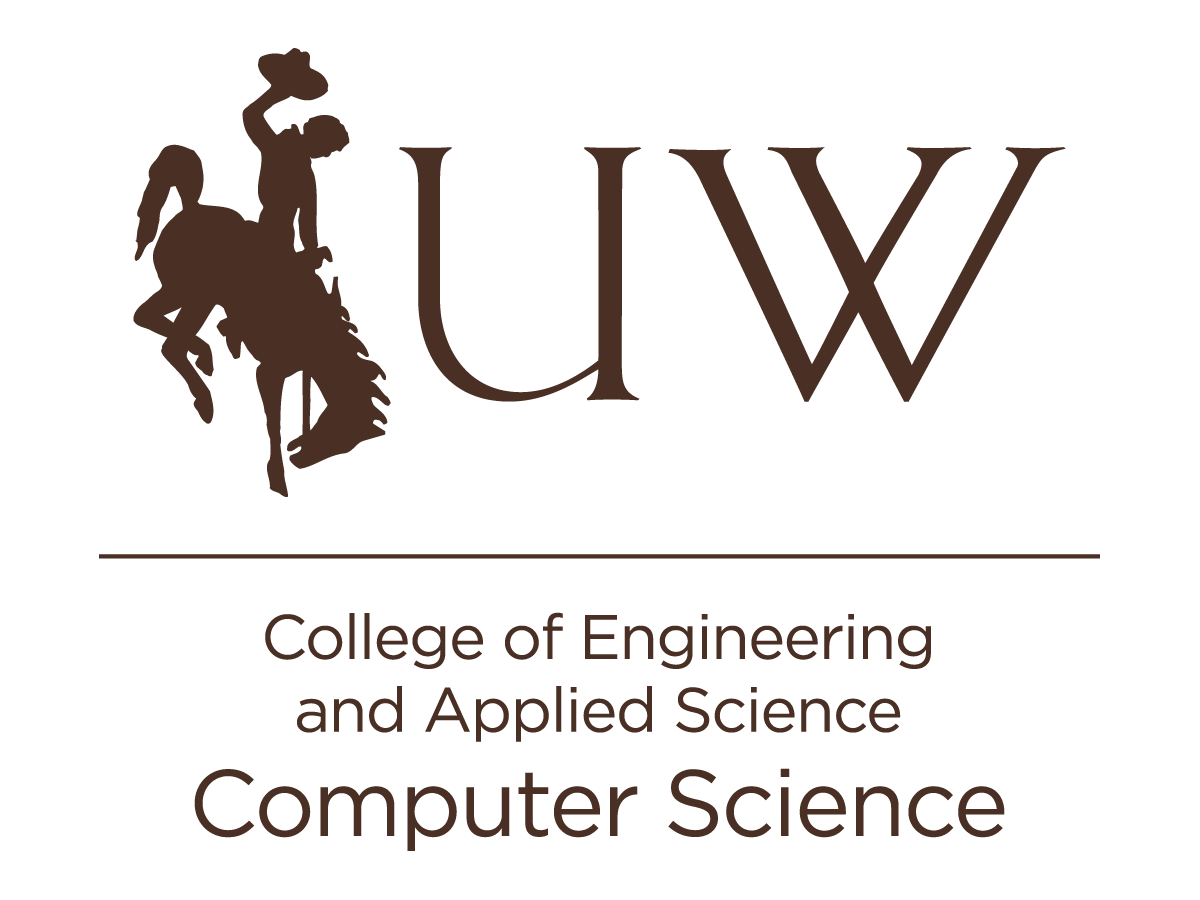 UW
College of Engineering
and Applied Science
Computer Science